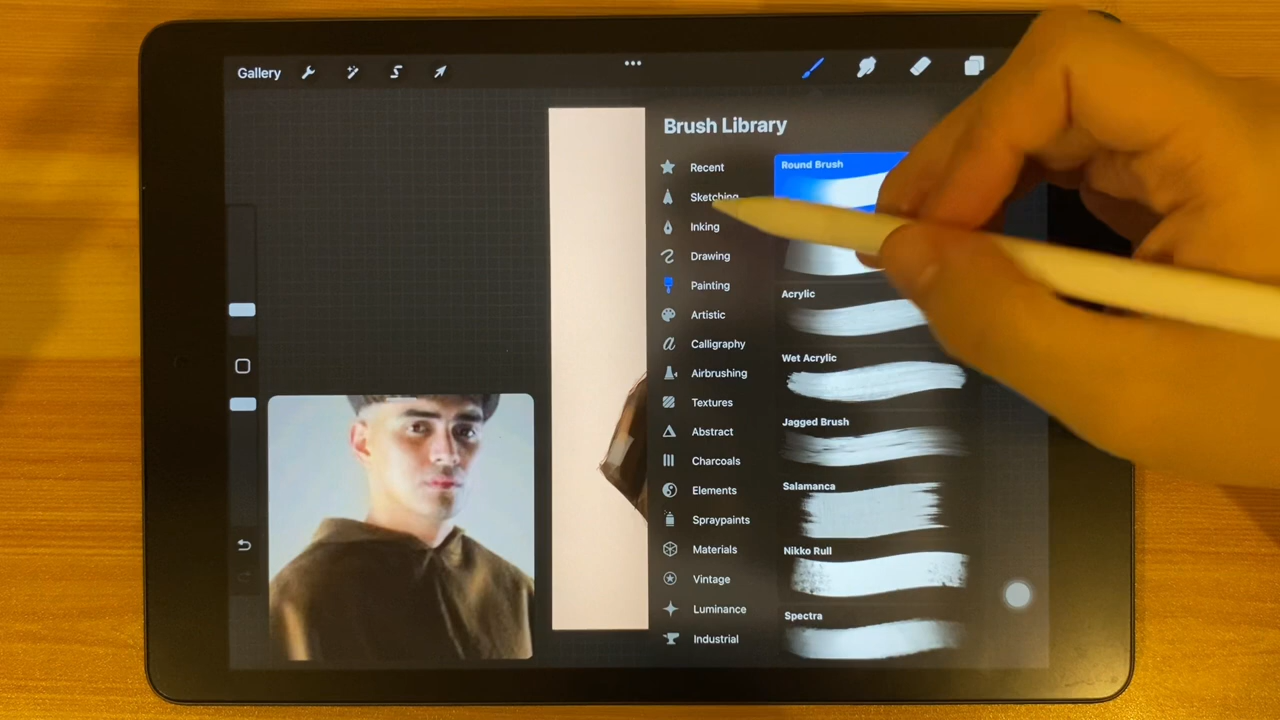 Gallery
Brush Library
Recent
Sketching
Inking
Drawing
Painting
Artistic
Calligraphy
Airbrushing
Textures
Abstract
Charcoals
Elements
Spraypaints
Materials
Vintage
Luminance
Industrial
Round Brush
Acrylic
Wet Acrylic
Jagged Brush
Salamanca
Nikko Rull
Spectra